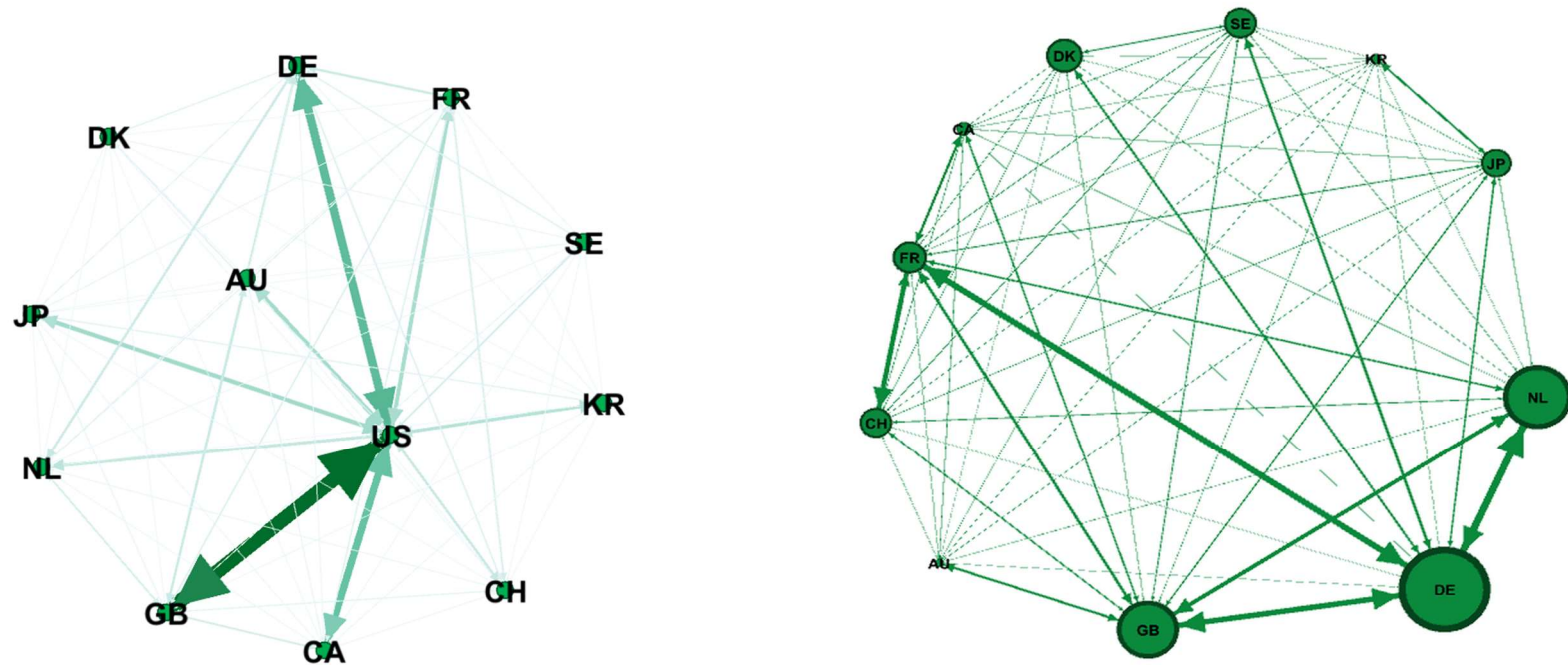 DE
FR
DK
SE
AU
JP
KR
US
NL
CH
GB
CA
SE
DK
KR
CA
JP
FR
NL
CH
AU
DE
GB